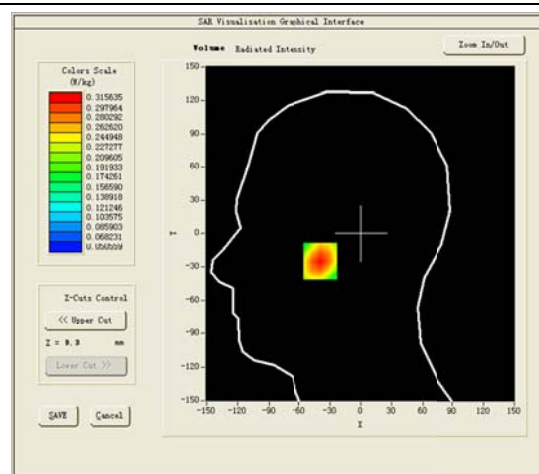 SAR Visualisation Graphical Interface
Volume Radiated Intensity
Zoom In/Out
Colors Scale
(W/kg)
0.315635
0.297964
0.280292
0.262620
0.244948
0.227277
0.209605
0.191933
0.174261
0.156590
0.138918
0.121246
0.103575
0.085903
0.068231
Z-Cuts Control
<< Upper Cut
mm
Lower Cut >>
SAVE
Cancel
150
120
90
60
30
0
-30
-60
-90
-120
-150
Y
-150 -120 -90 -60 -30 0 30 60 90 120 150
X